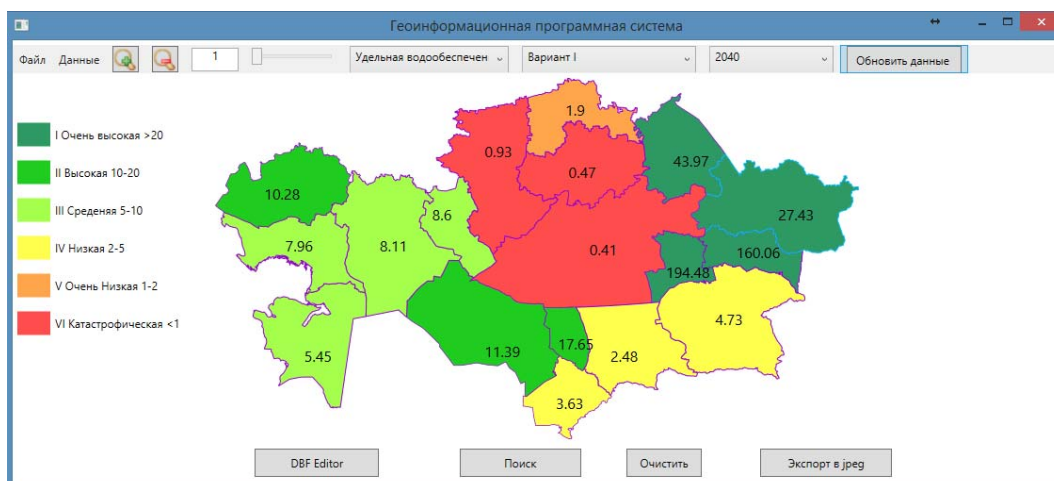 Геоинформационная программная система
Файл Данные 1 Удельная водообеспечен Вариант I 2040 Обновить данные
I Очень высокая >20
II Высокая 10-20
III Среденяя 5-10
IV Низкая 2-5
V Очень Низкая 1-2
VI Катастрофическая <1
1.9
0.93
43.97
0.47
10.28
8.6
27.43
7.96
8.11
0.41
160.06
194.48
4.73
5.45
11.39
17.65
2.48
3.63
DBF Editor Поиск Очистить Экспорт в jpeg